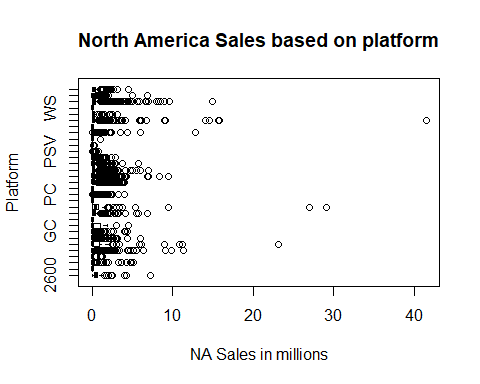 North America Sales based on platform
Platform
WS
PSV
PC
GC
2600
0
10
20
30
40
NA Sales in millions